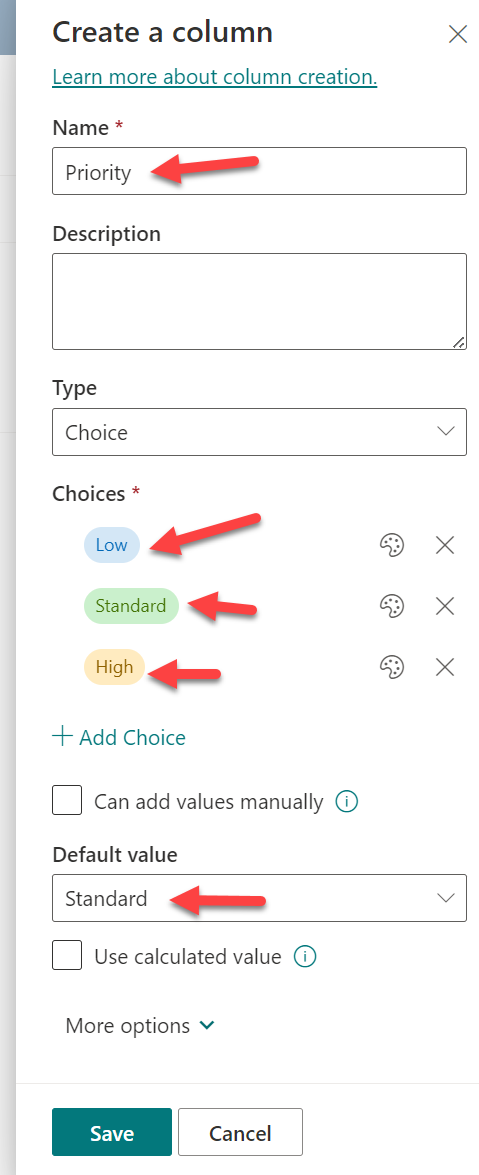 Create a column
Learn more about column creation.
Name *
Priority
Description
Type
Choice
Choices *
Low
Standard
High
Add Choice
Can add values manually
Default value
Standard
Use calculated value
More options
Save Cancel